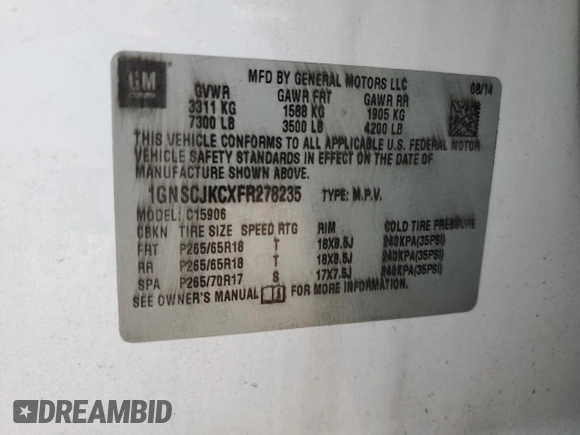 GM
MFD BY GENERAL MOTORS LLC
08/14
GVWR GAWR FRT GAWR RR
3311 KG 1588 KG 1905 KG
7300 LB 3500 LB 4200 LB
THIS VEHICLE CONFORMS TO ALL APPLICABLE U.S. FEDERAL MOTOR
VEHICLE SAFETY STANDARDS IN EFFECT ON THE DATE OF
MANUFACTURE SHOWN ABOVE.
1GNSCJKCXFR278235 TYPE: M.P.V.
MODEL: C15906
CBKN TIRE SIZE SPEED RTG RIM COLD TIRE PRESSURE
FRT P265/65R18 T 18X8.5J 240KPA(35PSI)
RR P265/65R18 T 18X8.5J 240KPA(35PSI)
SPA P265/70R17 S 17X7.5J 240KPA(35PSI)
SEE OWNER'S MANUAL FOR MORE INFORMATION.
DREAMBID